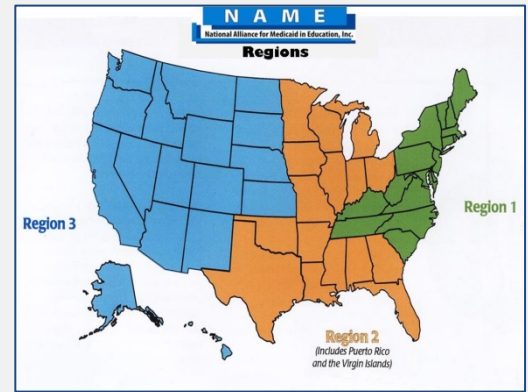 NAME
National Alliance for Medicaid in Education, Inc.
Regions
Region 3
Region 1
Region 2
(Includes Puerto Rico
and the Virgin Islands)